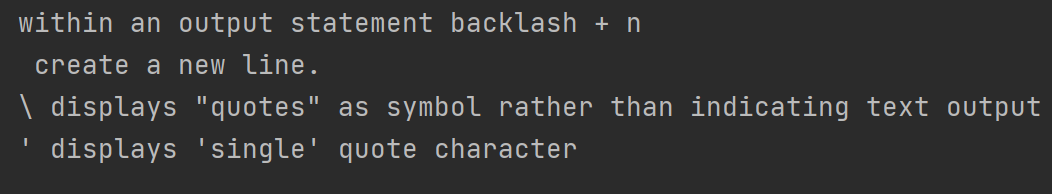 within an output statement backslash + n
 create a new line.
\ displays "quotes" as symbol rather than indicating text output
' displays 'single' quote character